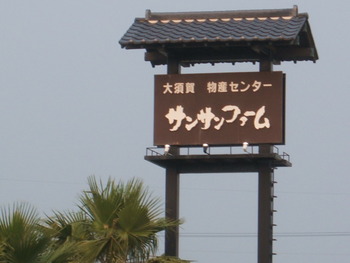 大須賀 物産センター
サンサンファーム